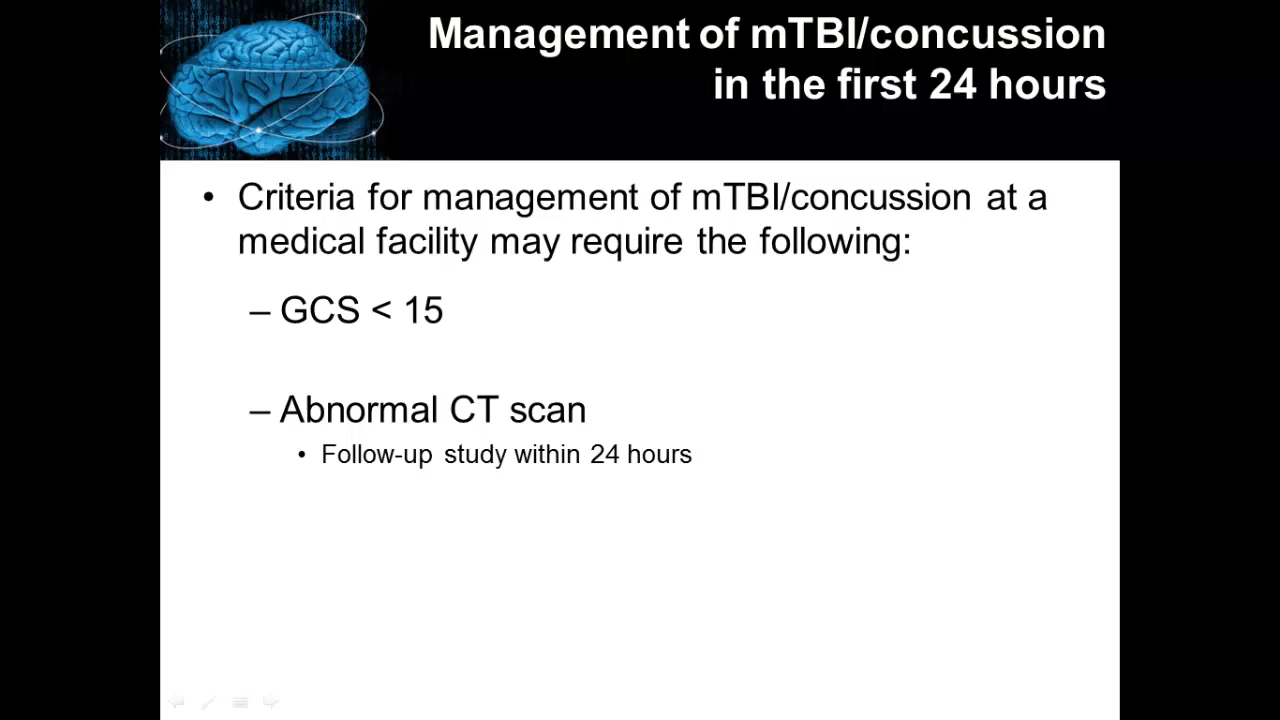 Management of mTBI/concussion
in the first 24 hours
• Criteria for management of mTBI/concussion at a
medical facility may require the following:
– GCS < 15
– Abnormal CT scan
• Follow-up study within 24 hours